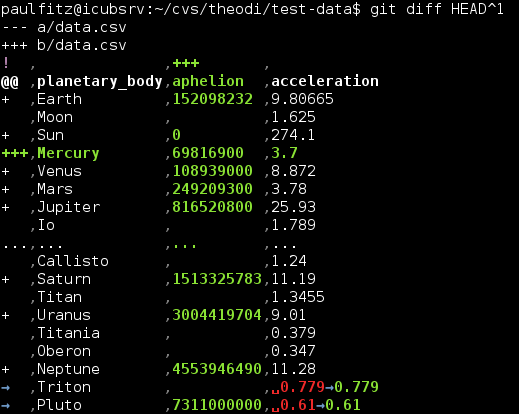 paulfitz@icubsrv:~/cvs/theodi/test-data$ git diff HEAD^1
--- a/data.csv
+++ b/data.csv
!  ,              ,+++       ,
@@ ,planetary_body,aphelion  ,acceleration
+  ,Earth         ,152098232 ,9.80665
   ,Moon          ,          ,1.625
+  ,Sun           ,0         ,274.1
+++,Mercury       ,69816900  ,3.7
+  ,Venus         ,108939000 ,8.872
+  ,Mars          ,249209300 ,3.78
+  ,Jupiter       ,816520800 ,25.93
   ,Io            ,          ,1.789
...,...           ,...       ,...
   ,Callisto      ,          ,1.24
+  ,Saturn        ,1513325783,11.19
   ,Titan         ,          ,1.3455
+  ,Uranus        ,3004419704,9.01
   ,Titania       ,          ,0.379
   ,Oberon        ,          ,0.347
+  ,Neptune       ,4553946490,11.28
→  ,Triton        ,          ,␣0.779→0.779
→  ,Pluto         ,7311000000,␣0.61→0.61